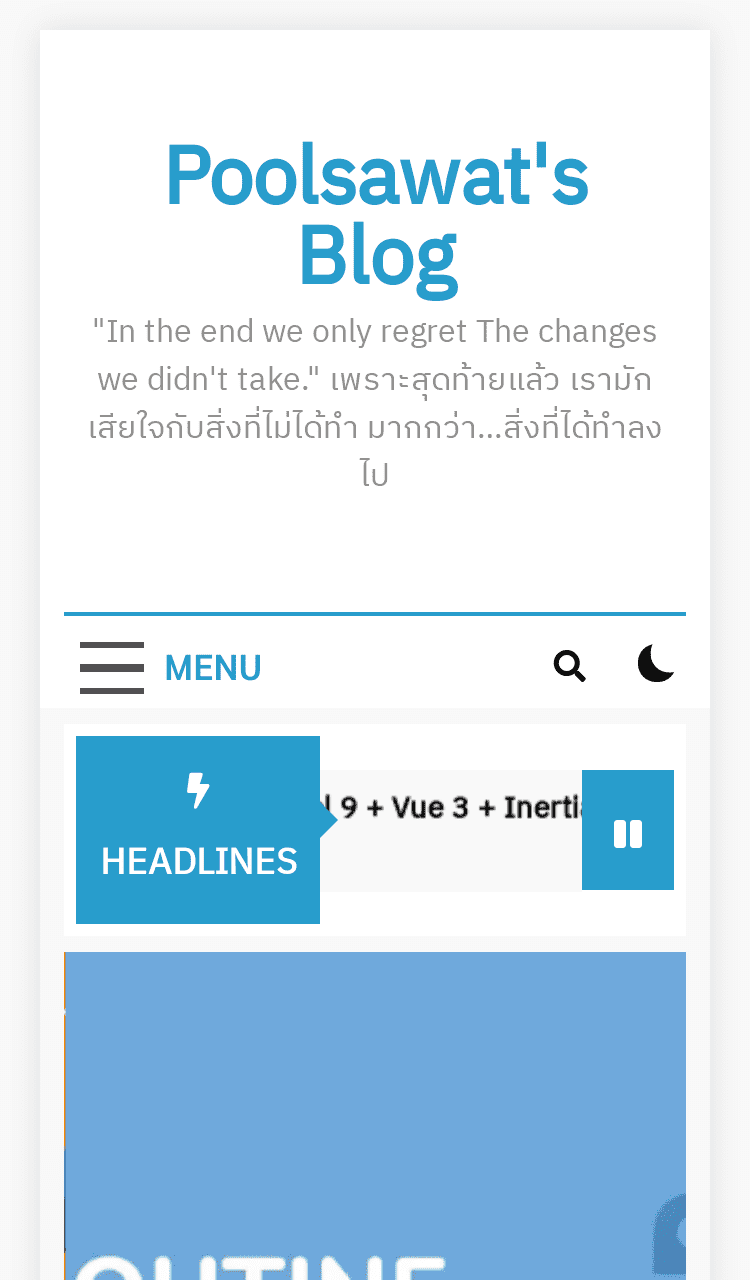 Poolsawat's
Blog
"In the end we only regret The changes
we didn't take." เพราะสุดท้ายแล้ว เรามัก
เสียใจกับสิ่งที่ไม่ได้ทำ มากกว่า...สิ่งที่ได้ทำลง
ไป
MENU
9 + Vue 3 + Inertia
HEADLINES